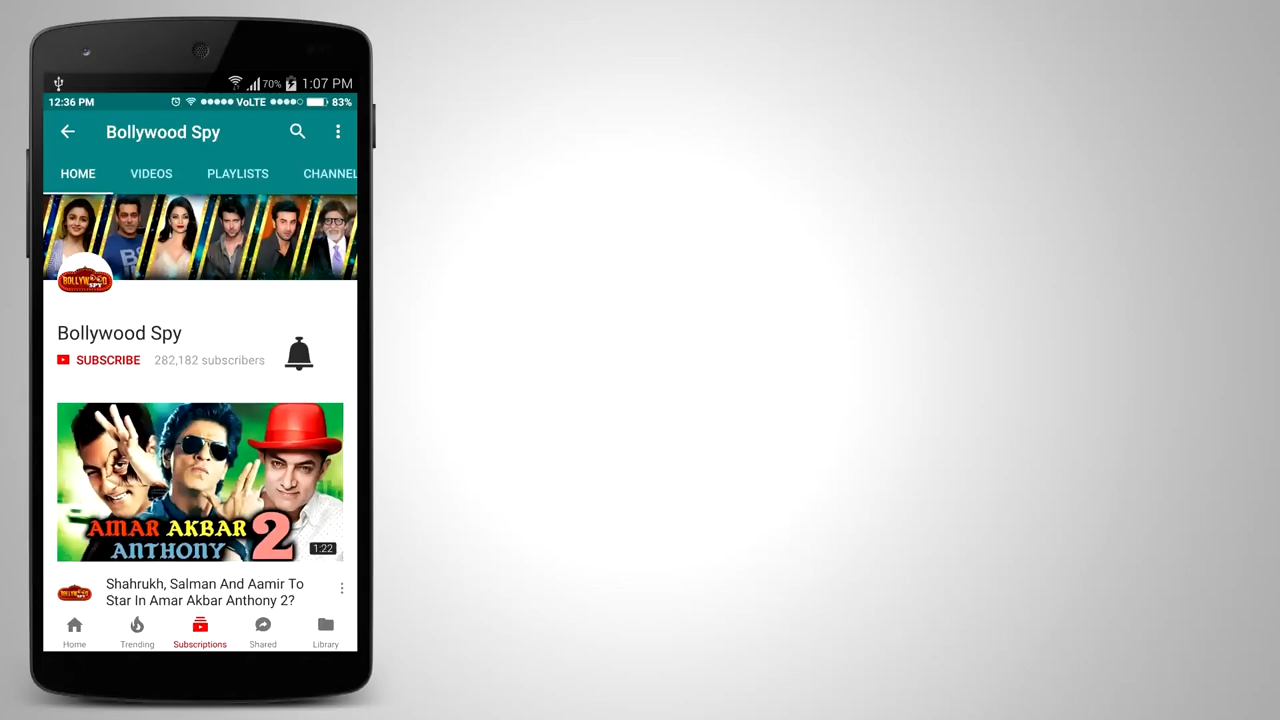 70% 1:07 PM
12:36 PM VoLTE 83%
Bollywood Spy
HOME VIDEOS PLAYLISTS CHANNEL
BOLLYWOOD
SPY
Bollywood Spy
SUBSCRIBE 282,182 subscribers
AMAR AKBAR
ANTHONY 2
1:22
Shahrukh, Salman And Aamir To
Star In Amar Akbar Anthony 2?
Home Trending Subscriptions Shared Library